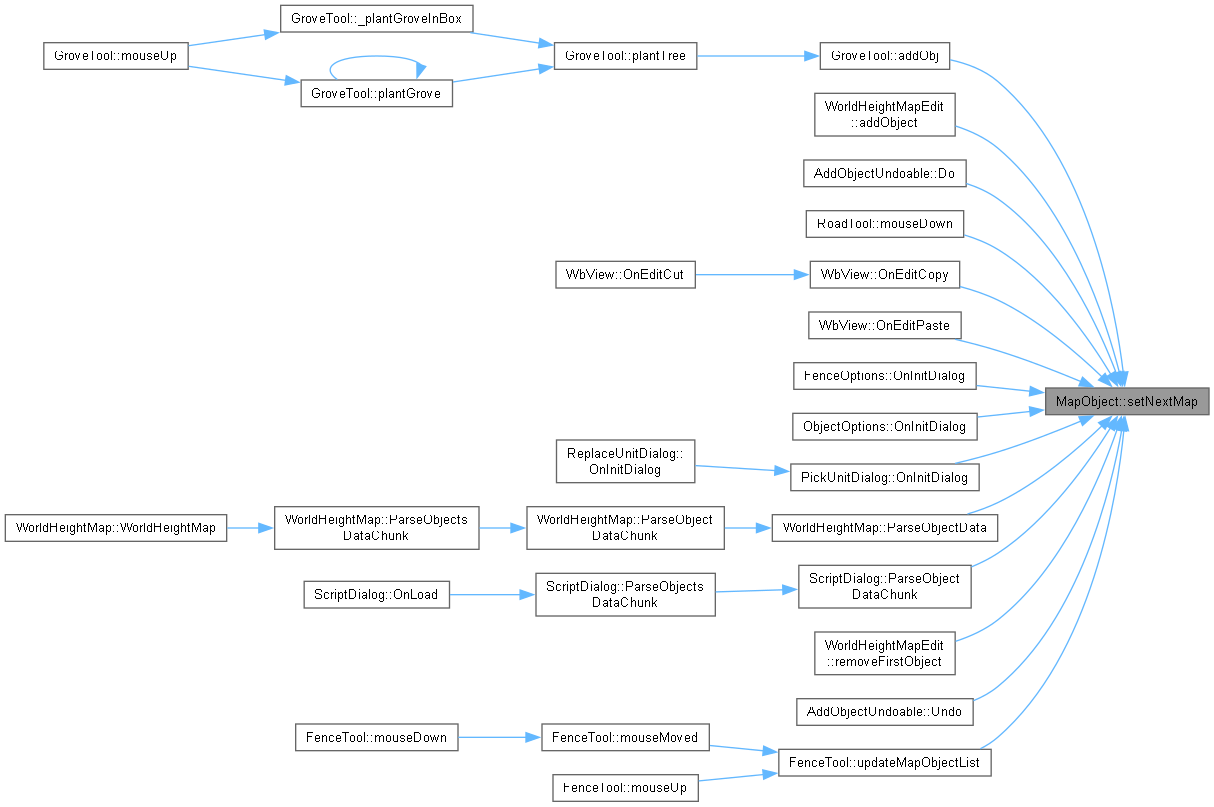 GroveTool::_plantGroveInBox
GroveTool::mouseUp
GroveTool::plantTree
GroveTool::addObj
GroveTool::plantGrove
WorldHeightMapEdit
::addObject
AddObjectUndoable::Do
RoadTool::mouseDown
WbView::OnEditCut
WbView::OnEditCopy
WbView::OnEditPaste
FenceOptions::OnInitDialog
MapObject::setNextMap
ObjectOptions::OnInitDialog
ReplaceUnitDialog::
OnInitDialog
PickUnitDialog::OnInitDialog
WorldHeightMap::WorldHeightMap
WorldHeightMap::ParseObjects
DataChunk
WorldHeightMap::ParseObject
DataChunk
WorldHeightMap::ParseObjectData
ScriptDialog::OnLoad
ScriptDialog::ParseObjects
DataChunk
ScriptDialog::ParseObject
DataChunk
WorldHeightMapEdit
::removeFirstObject
AddObjectUndoable::Undo
FenceTool::mouseDown
FenceTool::mouseMoved
FenceTool::updateMapObjectList
FenceTool::mouseUp